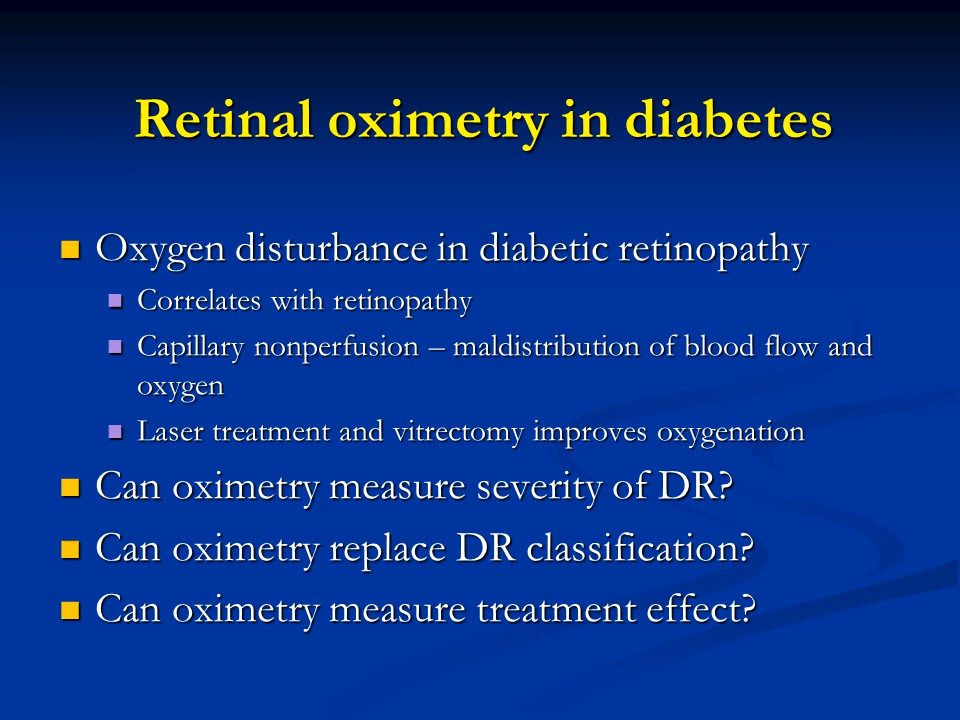 Retinal oximetry in diabetes
Oxygen disturbance in diabetic retinopathy
Correlates with retinopathy
Capillary nonperfusion – maldistribution of blood flow and
oxygen
Laser treatment and vitrectomy improves oxygenation
Can oximetry measure severity of DR?
Can oximetry replace DR classification?
Can oximetry measure treatment effect?